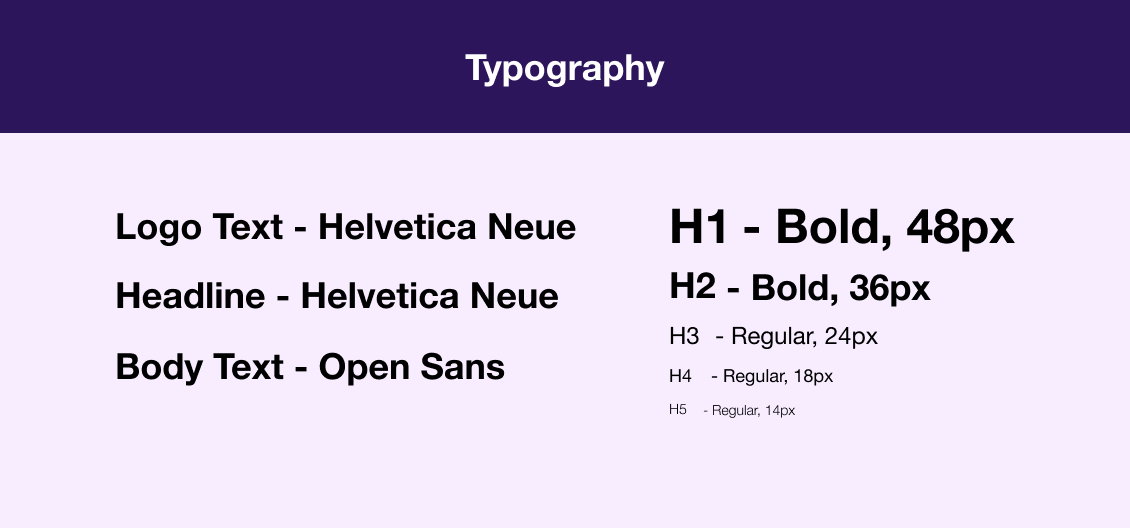 Typography
Logo Text - Helvetica Neue
Headline - Helvetica Neue
Body Text - Open Sans
H1 - Bold, 48px
H2 - Bold, 36px
H3 - Regular, 24px
H4 - Regular, 18px
H5 - Regular, 14px